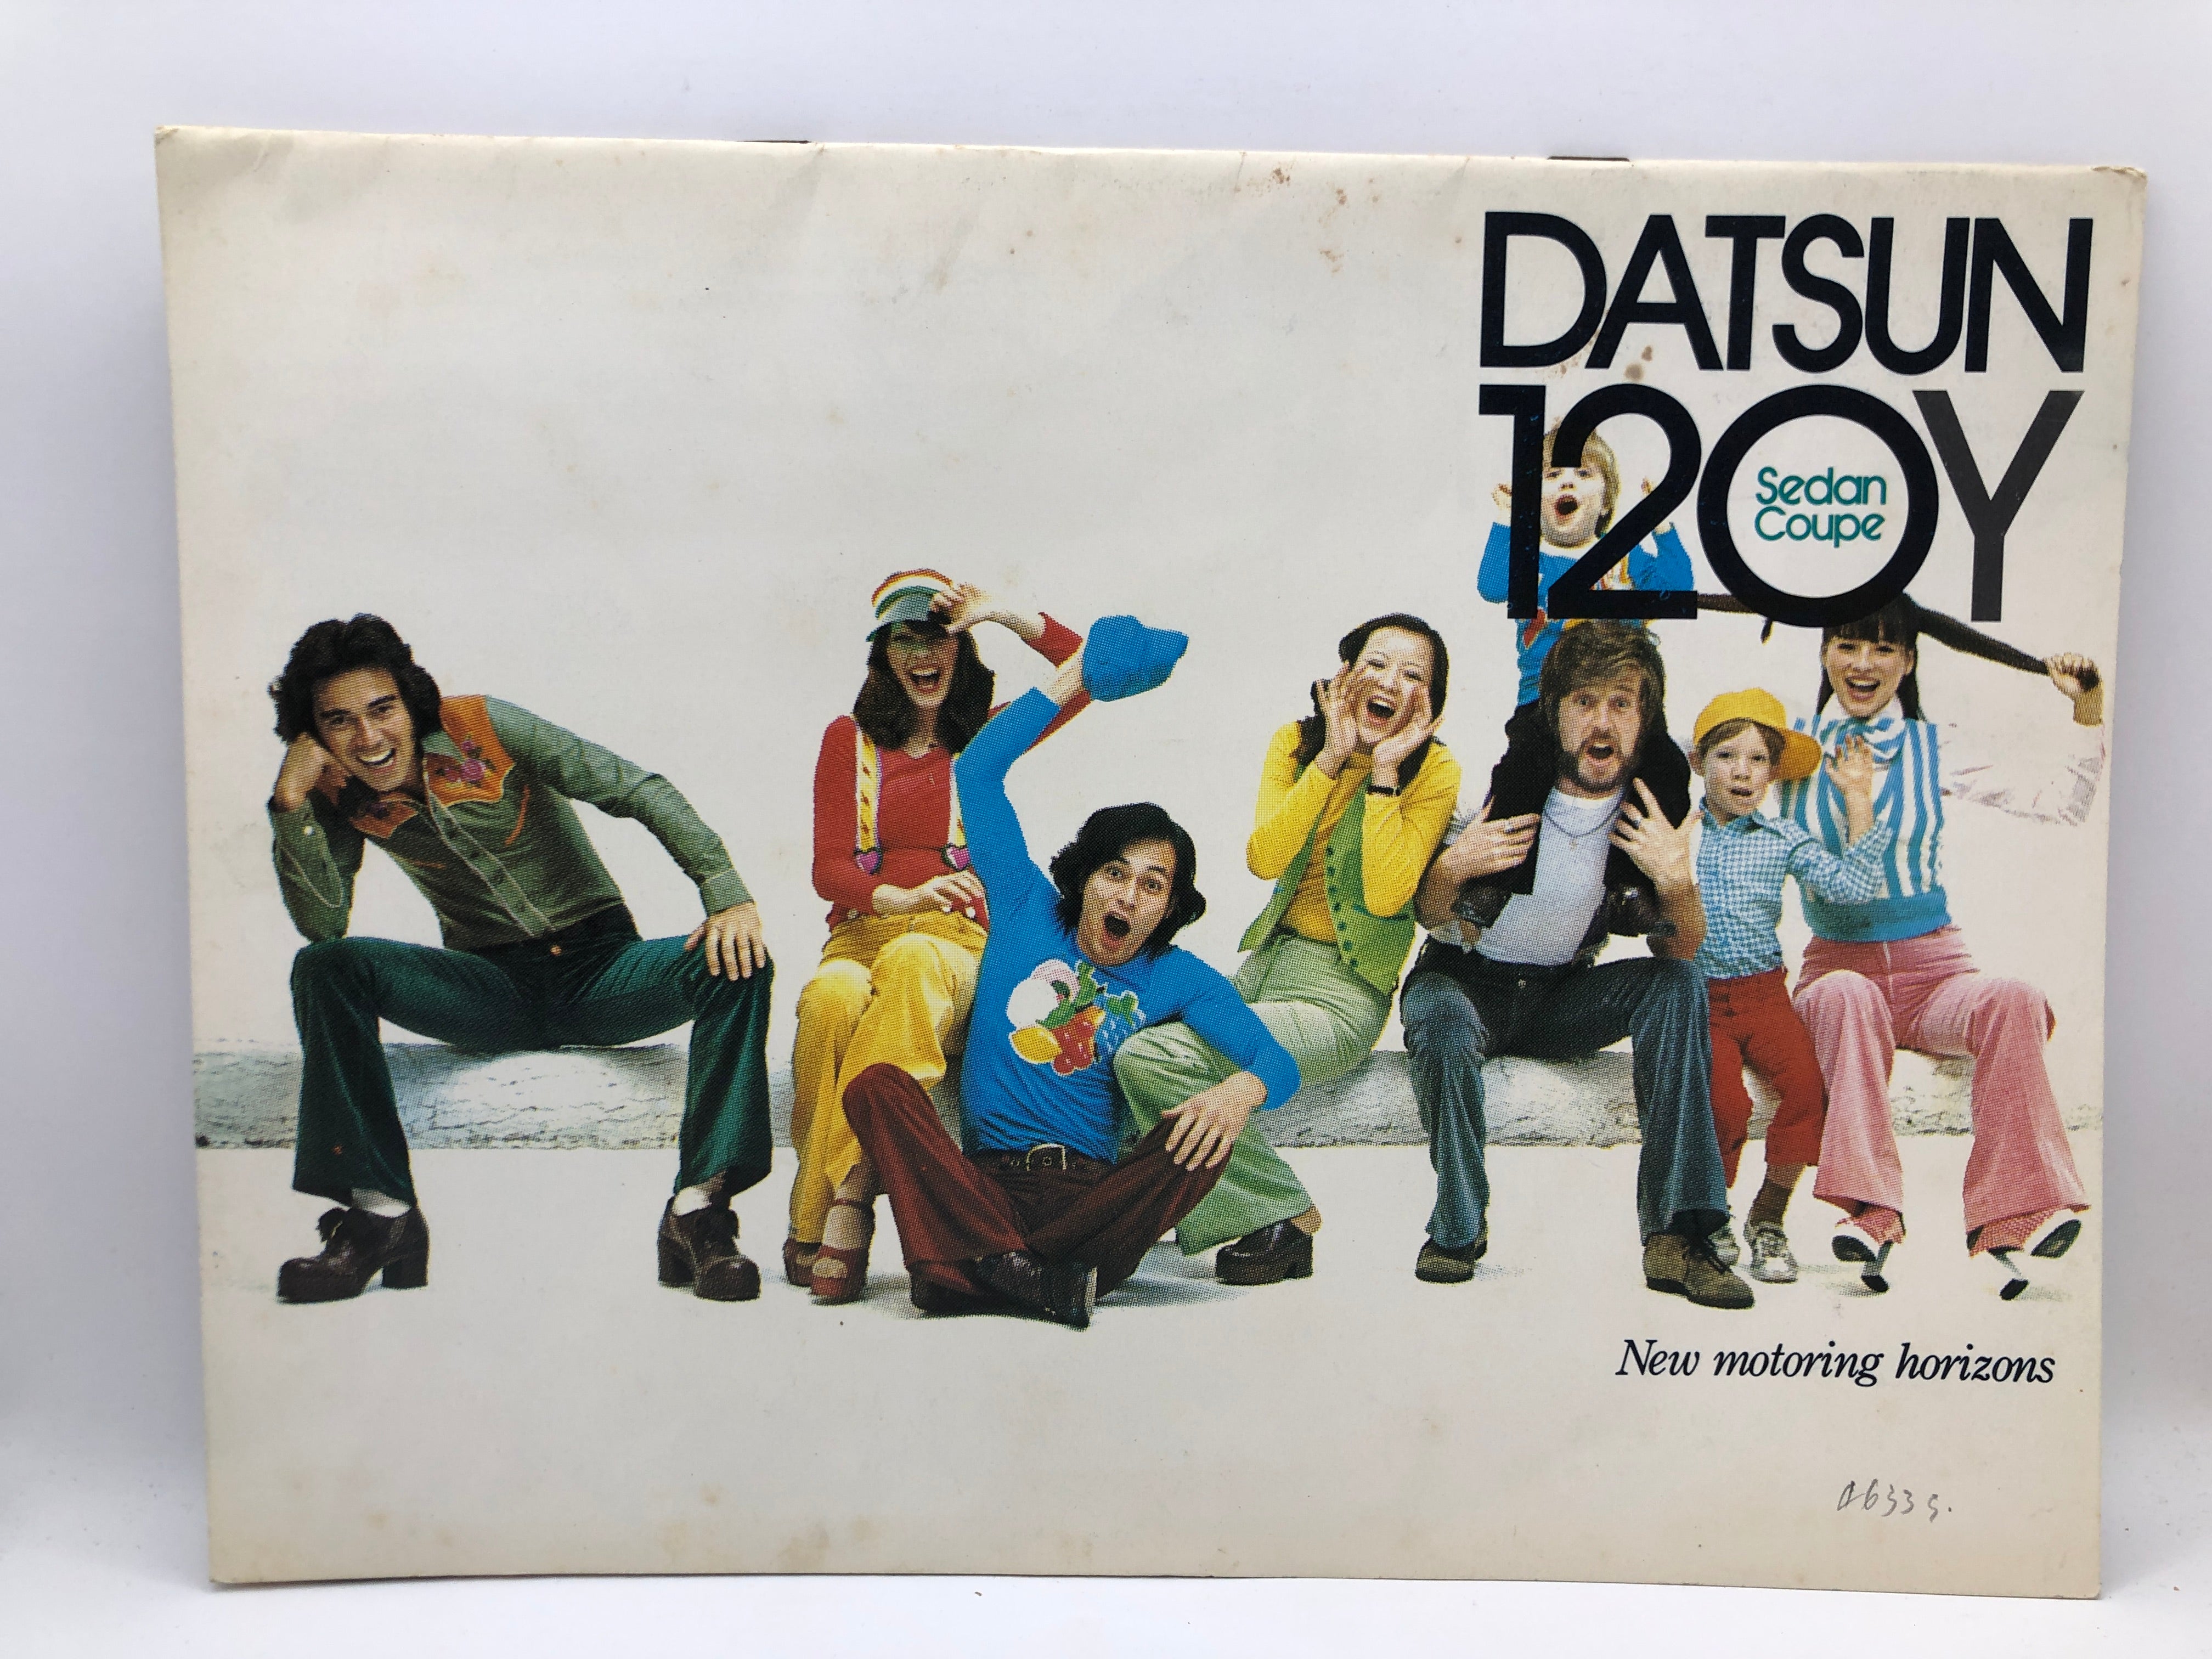 DATSUN
120Y
Sedan
Coupe
New motoring horizons